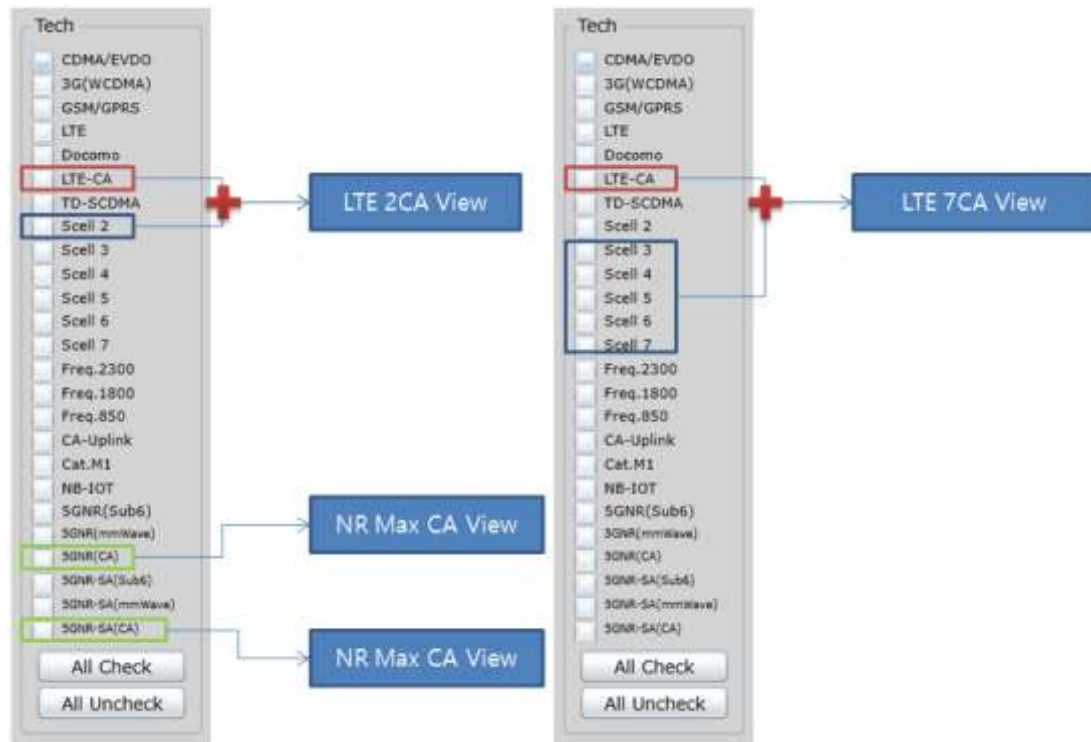 Tech
CDMA/EVDO
3G(WCDMA)
GSM/GPRS
LTE
Docomo
LTE-CA
TD-SCDMA
Scell 2
Scell 3
Scell 4
Scell 5
Scell 6
Scell 7
Freq.2300
Freq.1800
Freq.850
CA-Uplink
Cat.M1
NB-IOT
5GNR(Sub6)
5GNR(mmWave)
5GNR(CA)
5GNR-SA(Sub6)
5GNR-SA(mmWave)
5GNR-SA(CA)
All Check
All Uncheck
LTE 2CA View
NR Max CA View
NR Max CA View
Tech
CDMA/EVDO
3G(WCDMA)
GSM/GPRS
LTE
Docomo
LTE-CA
TD-SCDMA
Scell 2
Scell 3
Scell 4
Scell 5
Scell 6
Scell 7
Freq.2300
Freq.1800
Freq.850
CA-Uplink
Cat.M1
NB-IOT
5GNR(Sub6)
5GNR(mmWave)
5GNR(CA)
5GNR-SA(Sub6)
5GNR-SA(mmWave)
5GNR-SA(CA)
All Check
All Uncheck
LTE 7CA View